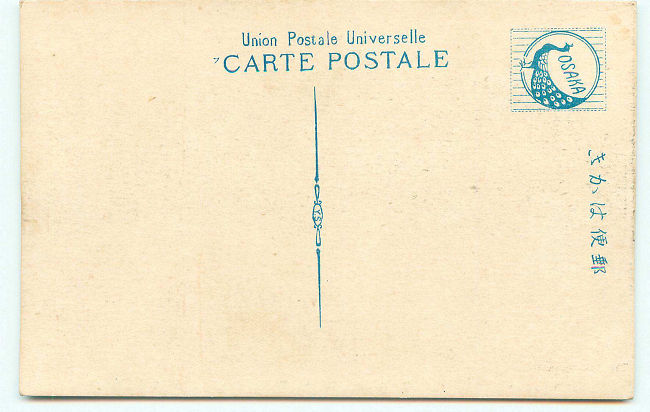 Union Postale Universelle
CARTE POSTALE
OSAKA
郵便はかき
Y.S